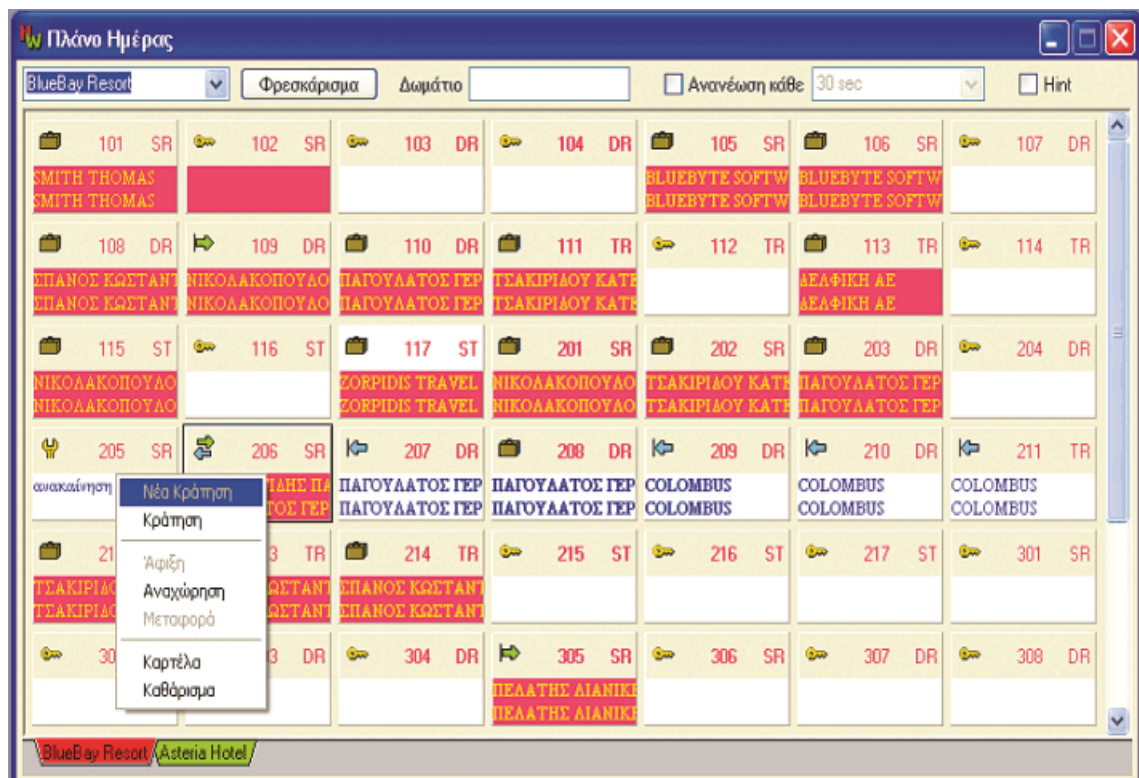 Πλάνο Ημέρας
BlueBay Resort Φρεσκάρισμα Δωμάτιο Ανανέωση κάθε 30 sec Hint
101 SR 102 SR 103 DR 104 DR 105 SR 106 SR 107 DR
SMITH THOMAS BLUEBYTE SOFTW BLUEBYTE SOFTW
SMITH THOMAS BLUEBYTE SOFTW BLUEBYTE SOFTW
108 DR 109 DR 110 DR 111 TR 112 TR 113 TR 114 TR
ΣΠΑΝΟΣ ΚΩΣΤΑΝΤ ΝΙΚΟΛΑΚΟΠΟΥΛΟ ΠΑΓΟΥΛΑΤΟΣ ΓΕΡ ΤΣΑΚΙΡΙΔΟΥ ΚΑΤΕ ΔΕΛΦΙΚΗ ΑΕ
ΣΠΑΝΟΣ ΚΩΣΤΑΝΤ ΝΙΚΟΛΑΚΟΠΟΥΛΟ ΠΑΓΟΥΛΑΤΟΣ ΓΕΡ ΤΣΑΚΙΡΙΔΟΥ ΚΑΤΕ ΔΕΛΦΙΚΗ ΑΕ
115 ST 116 ST 117 ST 201 SR 202 SR 203 DR 204 DR
ΝΙΚΟΛΑΚΟΠΟΥΛΟ ZORPIDIS TRAVEL ΝΙΚΟΛΑΚΟΠΟΥΛΟ ΤΣΑΚΙΡΙΔΟΥ ΚΑΤΕ ΠΑΓΟΥΛΑΤΟΣ ΓΕΡ
ΝΙΚΟΛΑΚΟΠΟΥΛΟ ZORPIDIS TRAVEL ΝΙΚΟΛΑΚΟΠΟΥΛΟ ΤΣΑΚΙΡΙΔΟΥ ΚΑΤΕ ΠΑΓΟΥΛΑΤΟΣ ΓΕΡ
205 SR 206 SR 207 DR 208 DR 209 DR 210 DR 211 TR
ανακαίνηση ΠΑΓΟΥΛΑΤΟΣ ΓΕΡ ΠΑΓΟΥΛΑΤΟΣ ΓΕΡ COLOMBUS COLOMBUS COLOMBUS
ΠΑΓΟΥΛΑΤΟΣ ΓΕΡ ΠΑΓΟΥΛΑΤΟΣ ΓΕΡ COLOMBUS COLOMBUS COLOMBUS
TR 214 TR 215 ST 216 ST 217 ST 301 SR
ΣΠΑΝΟΣ ΚΩΣΤΑΝΤ
ΣΠΑΝΟΣ ΚΩΣΤΑΝΤ
DR 304 DR 305 SR 306 SR 307 DR 308 DR
ΠΕΛΑΤΗΣ ΛΙΑΝΙΚΗ
ΠΕΛΑΤΗΣ ΛΙΑΝΙΚΗ
Νέα Κράτηση
Κράτηση
Άφιξη
Αναχώρηση
Μεταφορά
Καρτέλα
Καθάρισμα
BlueBay Resort Asteria Hotel